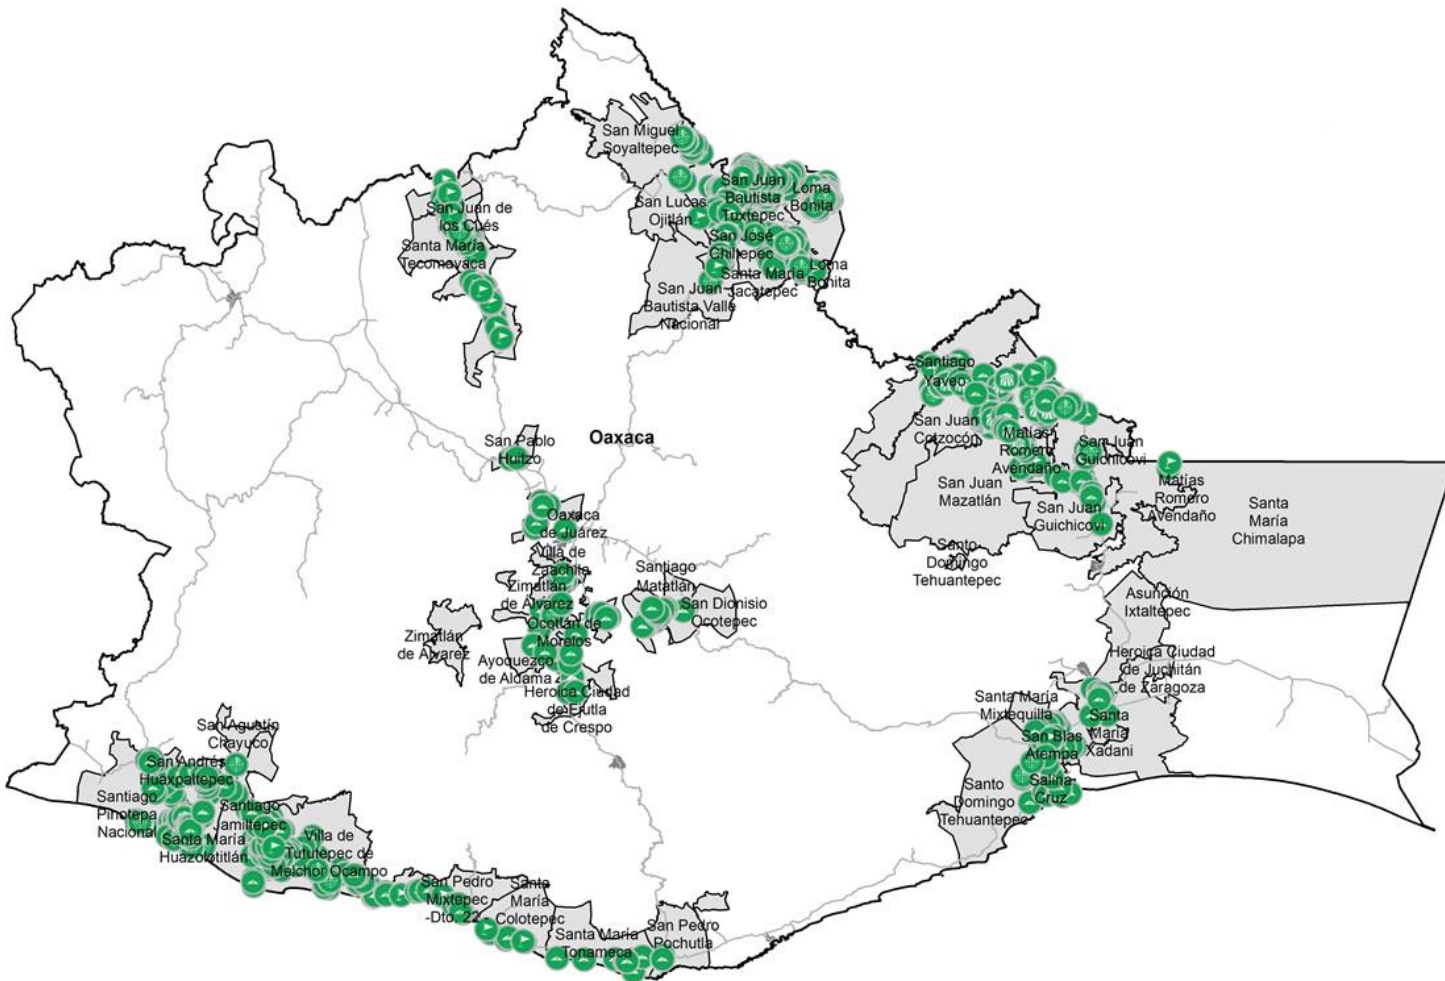 San Miguel
Soyaltepec
San Juan
Bautista
Tuxtepec
Loma
Bonita
San Lucas
Ojitlán
San José
Chiltepec
Loma
Bonita
Santa María
Jacatepec
San Juan
Bautista Valle
Nacional
San Juan de
los Cués
Santa María
Tecomavaca
Santiago
Yaveo
San Juan
Cotzocón
Matías
Romero
Avendaño
San Juan
Guichicovi
San Juan
Mazatlán
San Juan
Guichicovi
Matías
Romero
Avendaño
Santa
María
Chimalapa
Santo
Domingo
Tehuantepec
Asunción
Ixtaltepec
San Pablo
Huitzo
Oaxaca
Oaxaca
de Juárez
Villa de
Zaachila
Zimatlán
de Álvarez
Santiago
Matatlán
San Dionisio
Ocotepec
Ocotlán de
Morelos
Zimatlán
de Álvarez
Ayoquezco
de Aldama
Heroica Ciudad
de Ejutla
de Crespo
Heroica Ciudad
de Juchitán
de Zaragoza
Santa María
Mixtequilla
Santa
María
Xadani
San Blas
Atempa
Salina
Cruz
Santo
Domingo
Tehuantepec
San Agustín
Chayuco
San Andrés
Huaxpaltepec
Santiago
Pinotepa
Nacional
Santiago
Jamiltepec
Santa María
Huazolotitlán
Villa de
Tututepec de
Melchor Ocampo
San Pedro
Mixtepec
-Dto. 22 -
Santa
María
Colotepec
Santa María
Tonameca
San Pedro
Pochutla